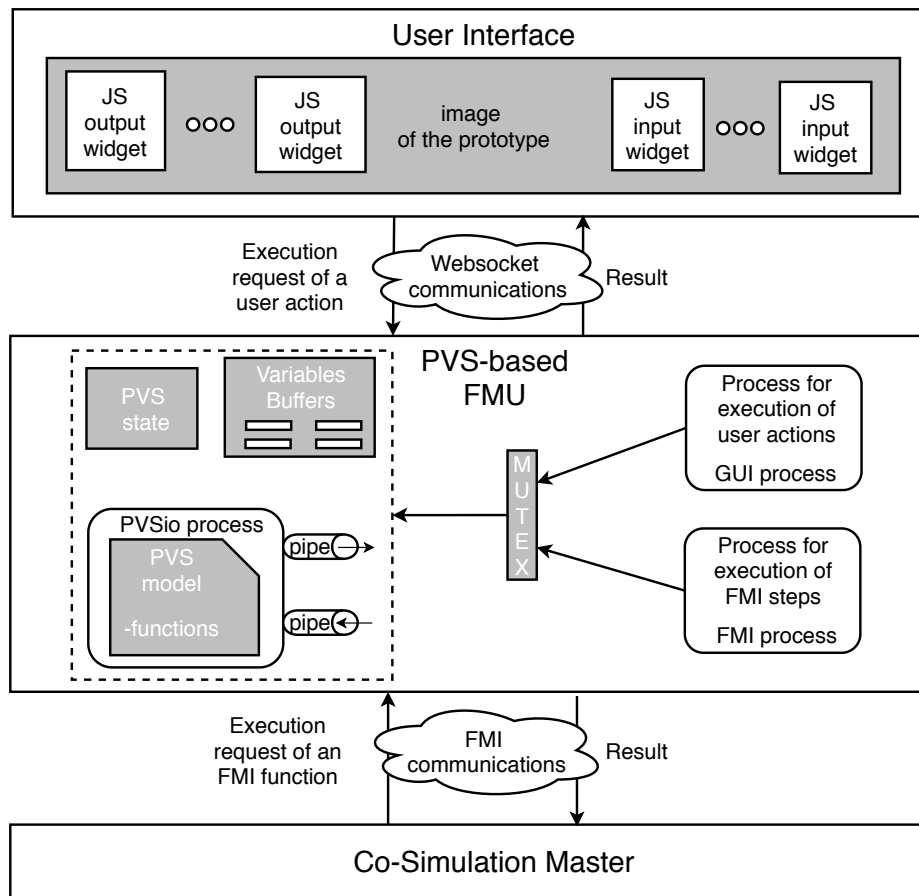 User Interface
JS
output
widget
JS
output
widget
image
of the prototype
JS
input
widget
JS
input
widget
Execution
request of a
user action
Websocket
communications
Result
PVS-based
FMU
PVS
state
Variables
Buffers
Process for
execution of
user actions
GUI process
MUTEX
PVSio process
PVS
model
-functions
pipe
pipe
Process for
execution of
FMI steps
FMI process
Execution
request of an
FMI function
FMI
communications
Result
Co-Simulation Master